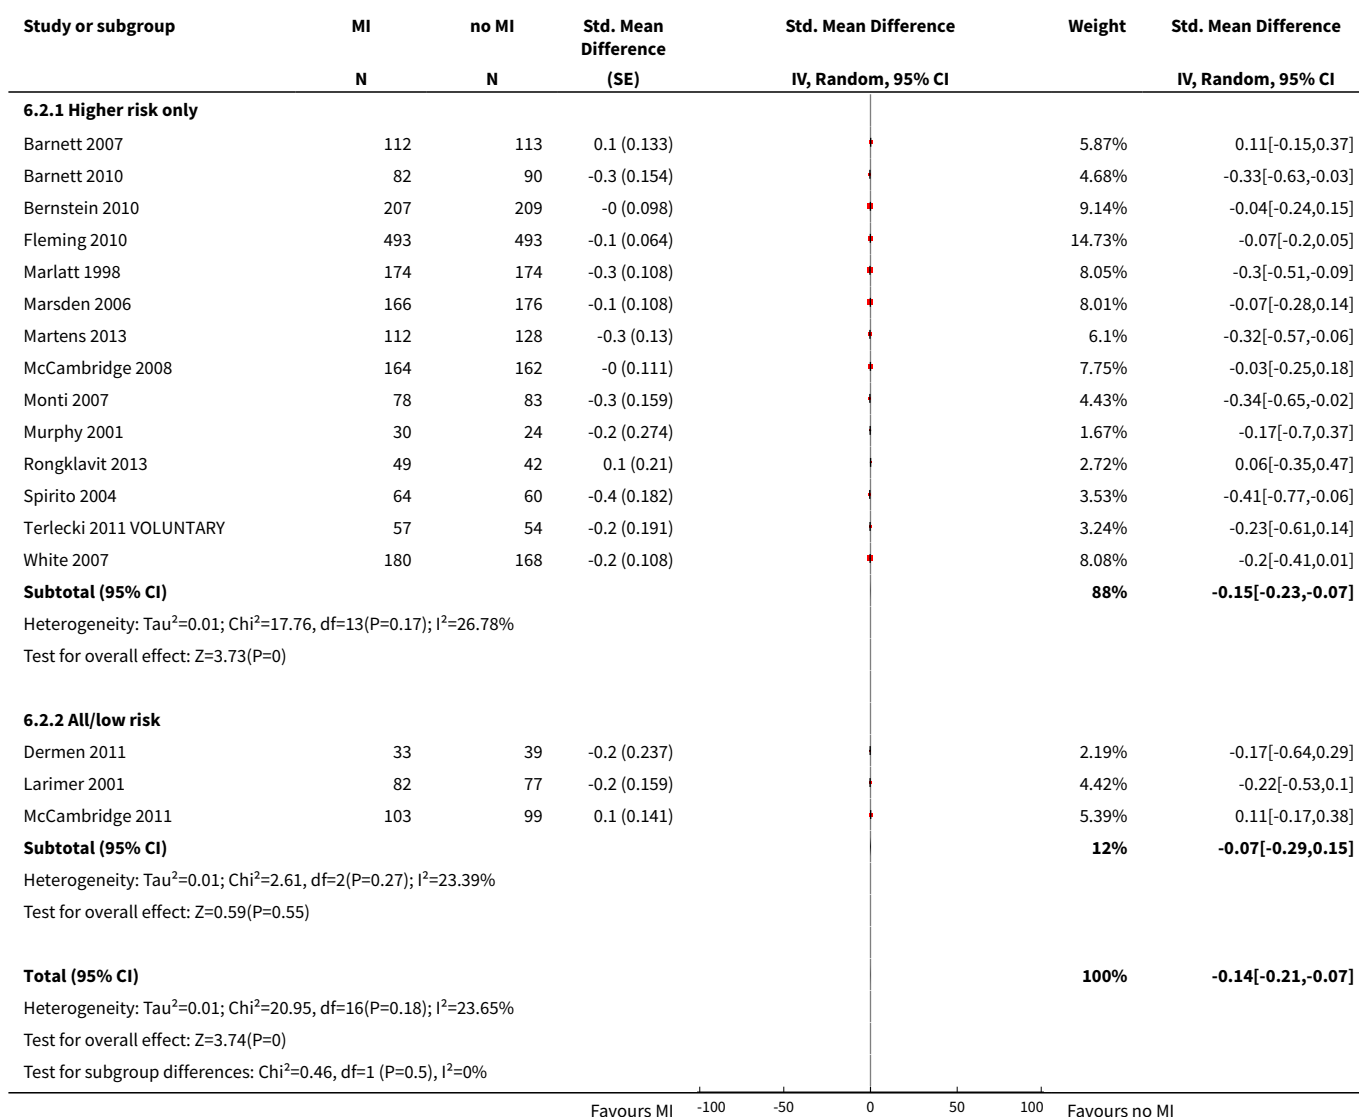 Study or subgroup MI no MI Std. Mean Difference Std. Mean Difference Weight Std. Mean Difference
N N (SE) IV, Random, 95% CI IV, Random, 95% CI
6.2.1 Higher risk only
Barnett 2007 112 113 0.1 (0.133) 5.87% 0.11[-0.15,0.37]
Barnett 2010 82 90 -0.3 (0.154) 4.68% -0.33[-0.63,-0.03]
Bernstein 2010 207 209 -0 (0.098) 9.14% -0.04[-0.24,0.15]
Fleming 2010 493 493 -0.1 (0.064) 14.73% -0.07[-0.2,0.05]
Marlatt 1998 174 174 -0.3 (0.108) 8.05% -0.3[-0.51,-0.09]
Marsden 2006 166 176 -0.1 (0.108) 8.01% -0.07[-0.28,0.14]
Martens 2013 112 128 -0.3 (0.13) 6.1% -0.32[-0.57,-0.06]
McCambridge 2008 164 162 -0 (0.111) 7.75% -0.03[-0.25,0.18]
Monti 2007 78 83 -0.3 (0.159) 4.43% -0.34[-0.65,-0.02]
Murphy 2001 30 24 -0.2 (0.274) 1.67% -0.17[-0.7,0.37]
Rongklavit 2013 49 42 0.1 (0.21) 2.72% 0.06[-0.35,0.47]
Spirito 2004 64 60 -0.4 (0.182) 3.53% -0.41[-0.77,-0.06]
Terlecki 2011 VOLUNTARY 57 54 -0.2 (0.191) 3.24% -0.23[-0.61,0.14]
White 2007 180 168 -0.2 (0.108) 8.08% -0.2[-0.41,0.01]
Subtotal (95% CI) 88% -0.15[-0.23,-0.07]
Heterogeneity: Tau²=0.01; Chi²=17.76, df=13(P=0.17); I²=26.78%
Test for overall effect: Z=3.73(P=0)
6.2.2 All/low risk
Dermen 2011 33 39 -0.2 (0.237) 2.19% -0.17[-0.64,0.29]
Larimer 2001 82 77 -0.2 (0.159) 4.42% -0.22[-0.53,0.1]
McCambridge 2011 103 99 0.1 (0.141) 5.39% 0.11[-0.17,0.38]
Subtotal (95% CI) 12% -0.07[-0.29,0.15]
Heterogeneity: Tau²=0.01; Chi²=2.61, df=2(P=0.27); I²=23.39%
Test for overall effect: Z=0.59(P=0.55)
Total (95% CI) 100% -0.14[-0.21,-0.07]
Heterogeneity: Tau²=0.01; Chi²=20.95, df=16(P=0.18); I²=23.65%
Test for overall effect: Z=3.74(P=0)
Test for subgroup differences: Chi²=0.46, df=1 (P=0.5), I²=0%
Favours MI -100 -50 0 50 100 Favours no MI